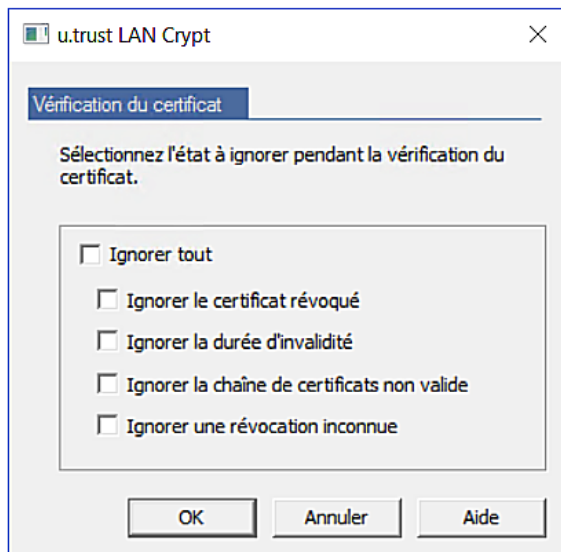 u.trust LAN Crypt
Vérification du certificat
Sélectionnez l'état à ignorer pendant la vérification du
certificat.
Ignorer tout
Ignorer le certificat révoqué
Ignorer la durée d'invalidité
Ignorer la chaîne de certificats non valide
Ignorer une révocation inconnue
OK Annuler Aide